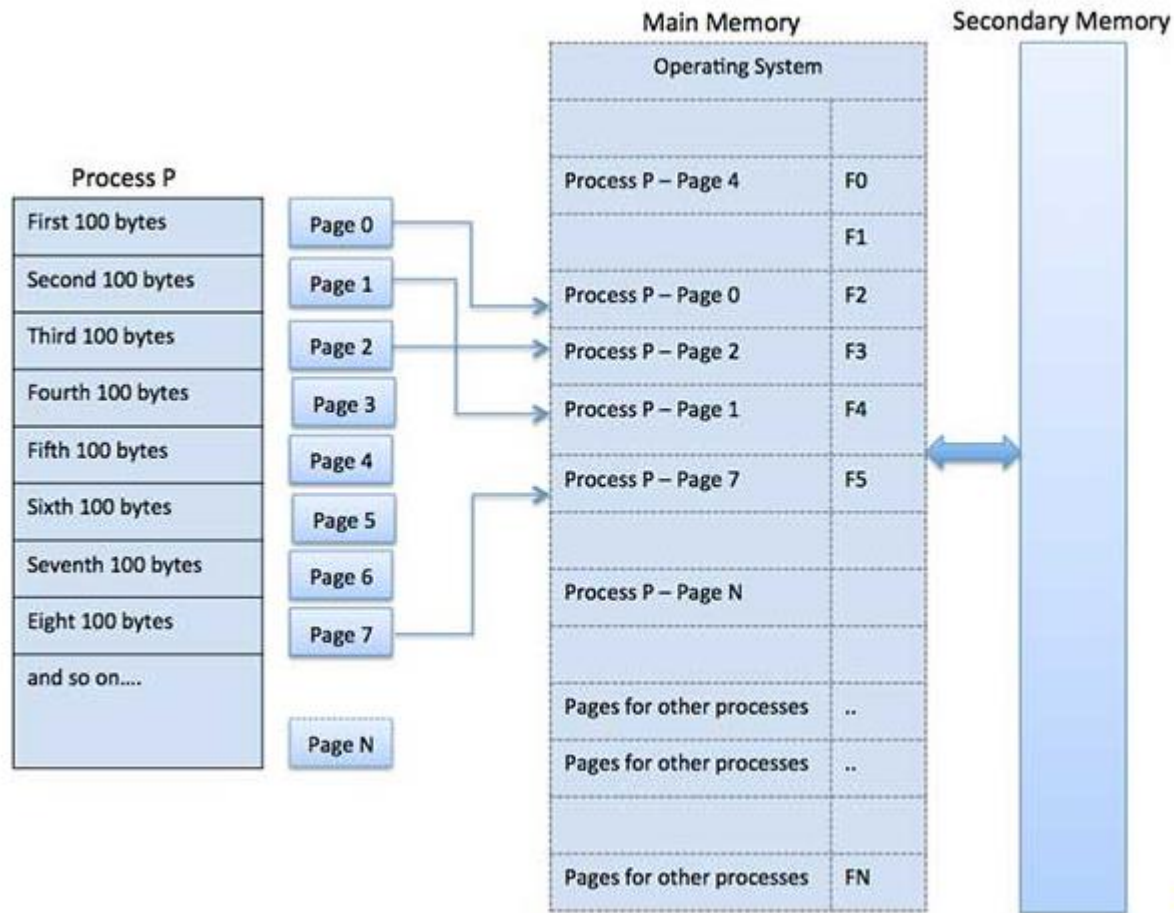 Main Memory
Secondary Memory
Operating System
Process P
First 100 bytes
Second 100 bytes
Third 100 bytes
Fourth 100 bytes
Fifth 100 bytes
Sixth 100 bytes
Seventh 100 bytes
Eight 100 bytes
and so on....
Page 0
Page 1
Page 2
Page 3
Page 4
Page 5
Page 6
Page 7
Page N
Process P – Page 4 F0
F1
Process P – Page 0 F2
Process P – Page 2 F3
Process P – Page 1 F4
Process P – Page 7 F5
Process P – Page N
Pages for other processes ..
Pages for other processes ..
Pages for other processes FN